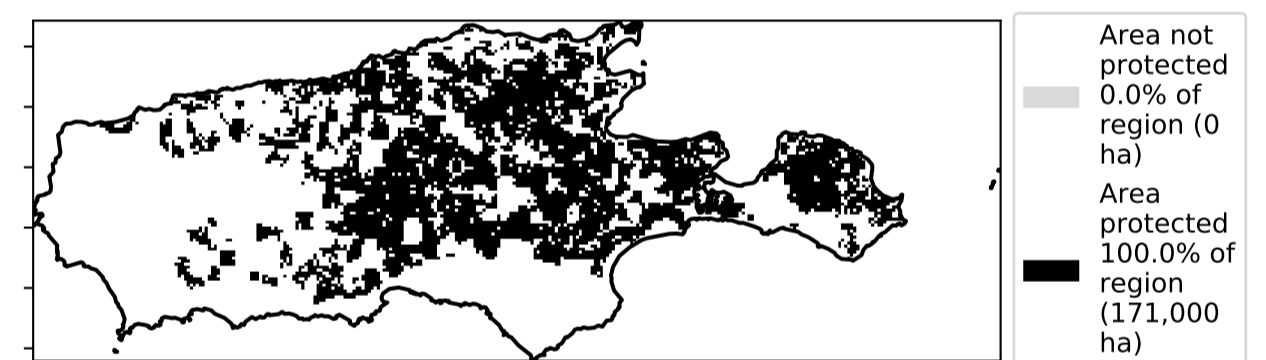 Area not
protected
0.0% of
region (0
ha)
Area
protected
100.0% of
region
(171,000
ha)